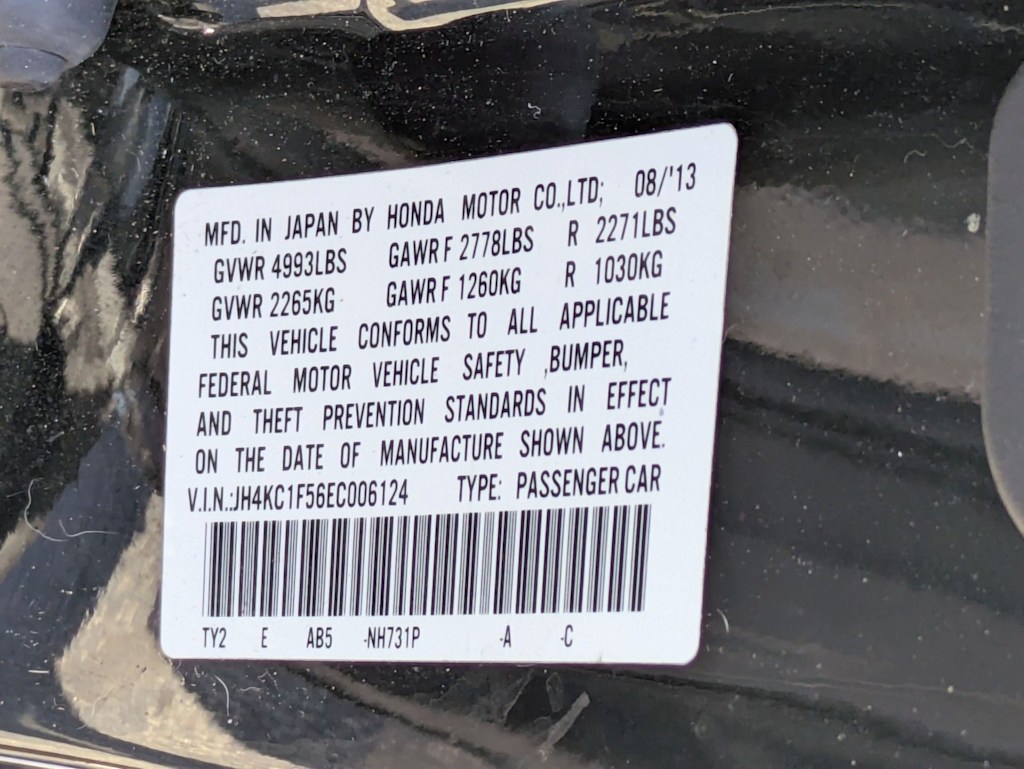 MFD. IN JAPAN BY HONDA MOTOR CO.,LTD; 08/'13
GVWR 4993LBS GAWR F 2778LBS R 2271LBS
GVWR 2265KG GAWR F 1260KG R 1030KG
THIS VEHICLE CONFORMS TO ALL APPLICABLE
FEDERAL MOTOR VEHICLE SAFETY ,BUMPER,
AND THEFT PREVENTION STANDARDS IN EFFECT
ON THE DATE OF MANUFACTURE SHOWN ABOVE.
V.I.N.:JH4KC1F56EC006124 TYPE: PASSENGER CAR
TY2 E AB5 -NH731P -A -C